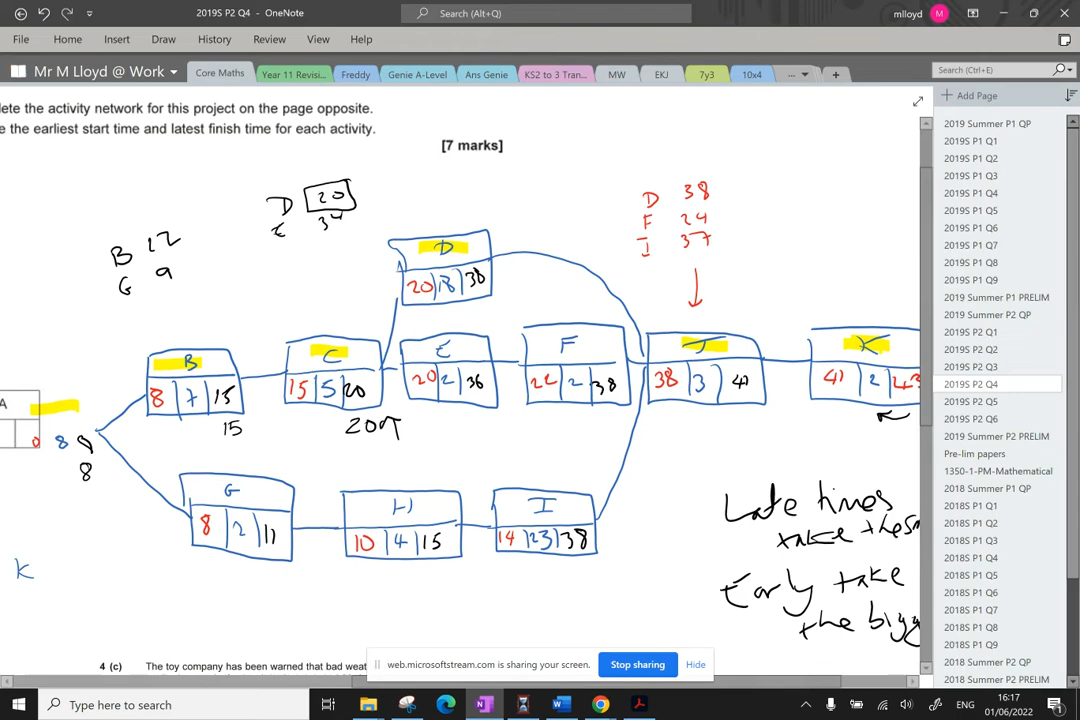 2019S P2 Q4 - OneNote
Search (Alt+Q)
mlloyd
M
File Home Insert Draw History Review View Help
Mr M Lloyd @ Work
Core Maths
Year 11 Revisi...
Freddy
Genie A-Level
Ans Genie
KS2 to 3 Tran...
MW
EKJ
7y3
10x4
...
Search (Ctrl+E)
Add Page
2019 Summer P1 QP
2019S P1 Q1
2019S P1 Q2
2019S P1 Q3
2019S P1 Q4
2019S P1 Q5
2019S P1 Q6
2019S P1 Q7
2019S P1 Q8
2019S P1 Q9
2019 Summer P1 PRELIM
2019 Summer P2 QP
2019S P2 Q1
2019S P2 Q2
2019S P2 Q3
2019S P2 Q4
2019S P2 Q5
2019S P2 Q6
2019 Summer P2 PRELIM
Pre-lim papers
1350-1-PM-Mathematical
2018 Summer P1 QP
2018S P1 Q1
2018S P1 Q2
2018S P1 Q3
2018S P1 Q4
2018S P1 Q5
2018S P1 Q6
2018S P1 Q7
2018S P1 Q8
2018S P1 Q9
2018 Summer P2 QP
2018 Summer P2 PRELIM
lete the activity network for this project on the page opposite.
e the earliest start time and latest finish time for each activity.
[7 marks]
D 20
E 34
B 12
G 9
D 38
F 24
I 37
D
20 18 38
B
8 7 15
15
C
15 5 20
20
E
20 2 36
F
22 2 38
J
38 3 41
K
41 2 43
A
0 8 9
8
G
8 2 11
H
10 4 15
I
14 23 38
K
Late times
take the sm
Early take
the bigg
4 (c) The toy company has been warned that bad weat
web.microsoftstream.com is sharing your screen.
Stop sharing
Hide
Type here to search
ENG
16:17
01/06/2022